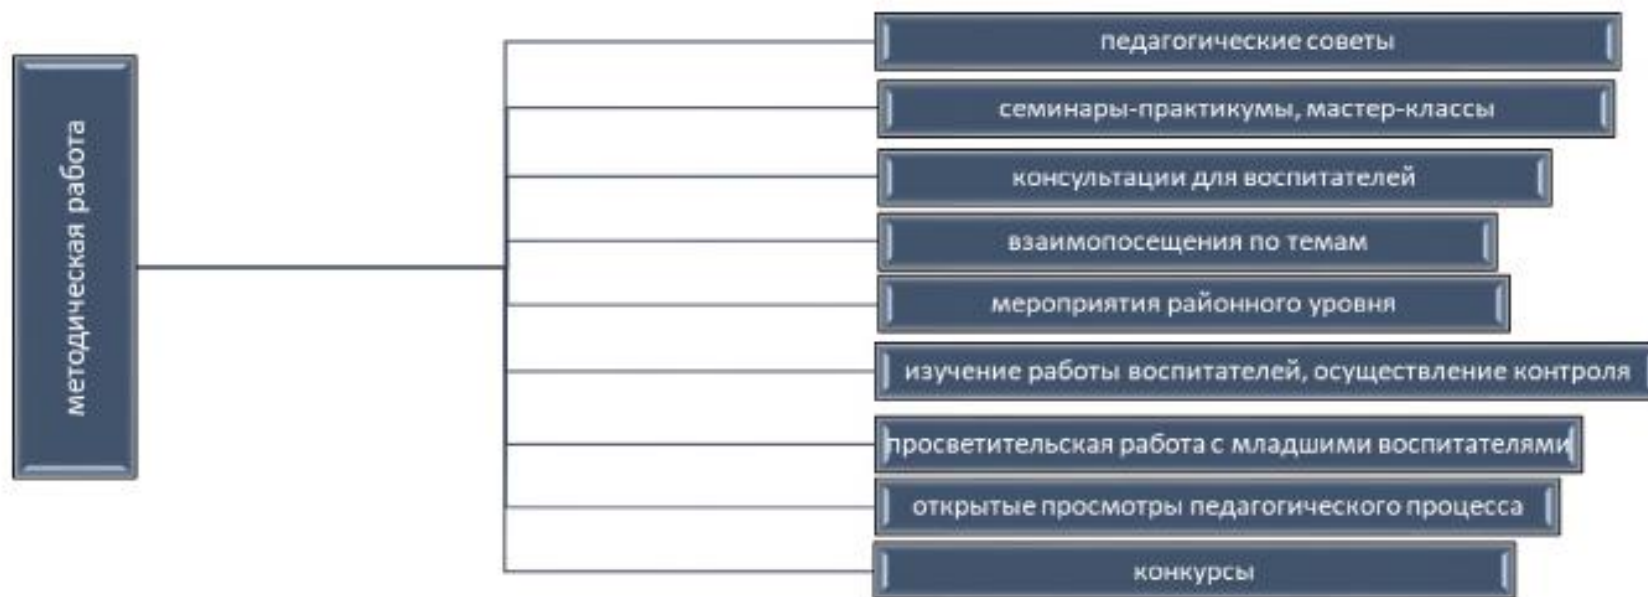 методическая работа
педагогические советы
семинары-практикумы, мастер-классы
консультации для воспитателей
взаимопосещения по темам
мероприятия районного уровня
изучение работы воспитателей, осуществление контроля
просветительская работа с младшими воспитателями
открытые просмотры педагогического процесса
конкурсы